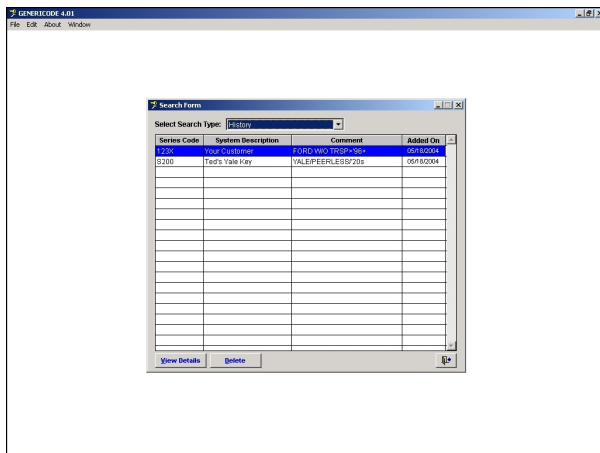 GENERICODE 4.01
File Edit About Window
Search Form
Select Search Type: History
Series Code System Description Comment Added On
123X Your Customer FORD W/O TRSP>'96+ 05/18/2004
S200 Ted's Yale Key YALE/PEERLESS/'20s 05/18/2004
View Details Delete